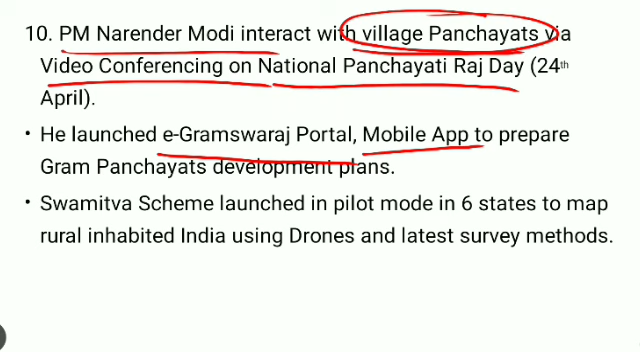 10. PM Narender Modi interact with village Panchayats via
Video Conferencing on National Panchayati Raj Day (24th
April).
• He launched e-Gramswaraj Portal, Mobile App to prepare
Gram Panchayats development plans.
• Swamitva Scheme launched in pilot mode in 6 states to map
rural inhabited India using Drones and latest survey methods.